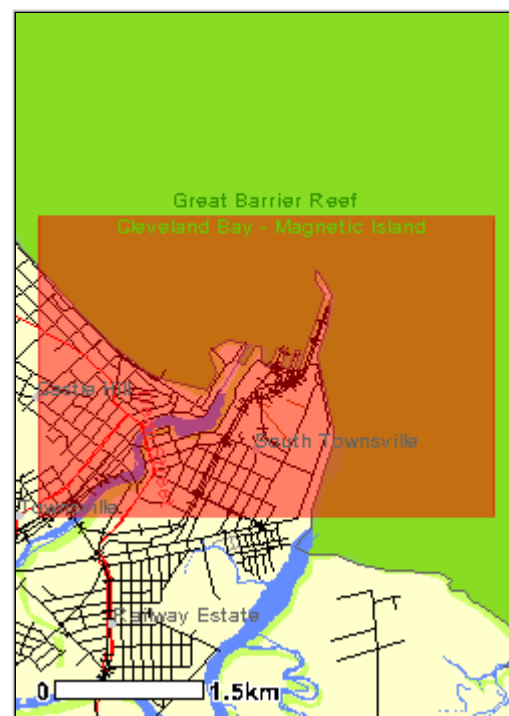 Great Barrier Reef
Cleveland Bay - Magnetic Island
Castle Hill
South Townsville
Townsville
Railway Estate
0 1.5km